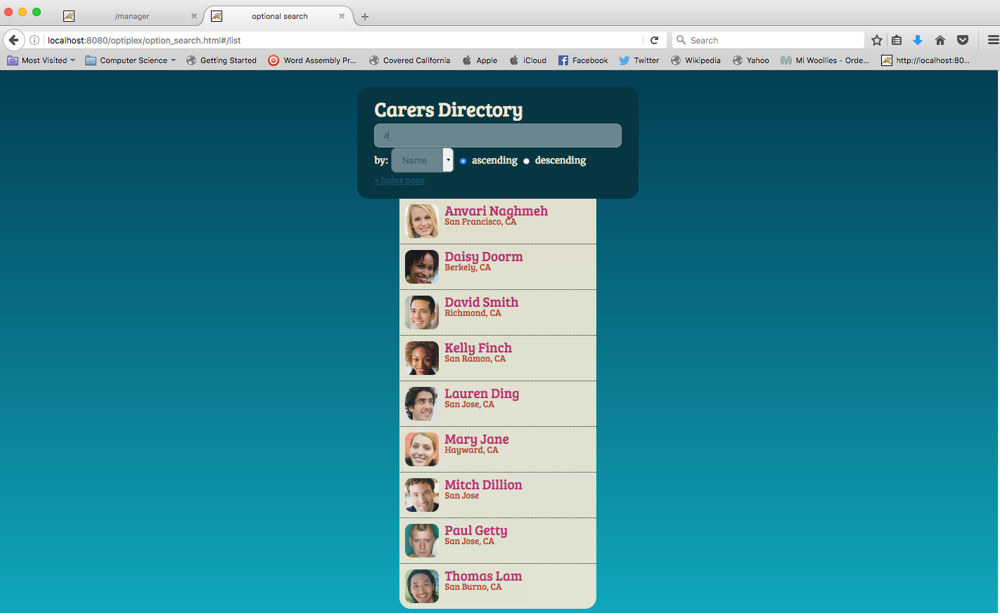 /manager
optional search
localhost:8080/optiplex/option_search.html#/list
Search
Most Visited
Computer Science
Getting Started
Word Assembly Pr...
Covered California
Apple
iCloud
Facebook
Twitter
Wikipedia
Yahoo
Mi Woollies - Orde...
http://localhost:80...
Carers Directory
a
by: Name ascending descending
« Index page
Anvari Naghmeh
San Francisco, CA
Daisy Doorm
Berkely, CA
David Smith
Richmond, CA
Kelly Finch
San Ramon, CA
Lauren Ding
San Jose, CA
Mary Jane
Hayward, CA
Mitch Dillion
San Jose
Paul Getty
San Jose, CA
Thomas Lam
San Burno, CA